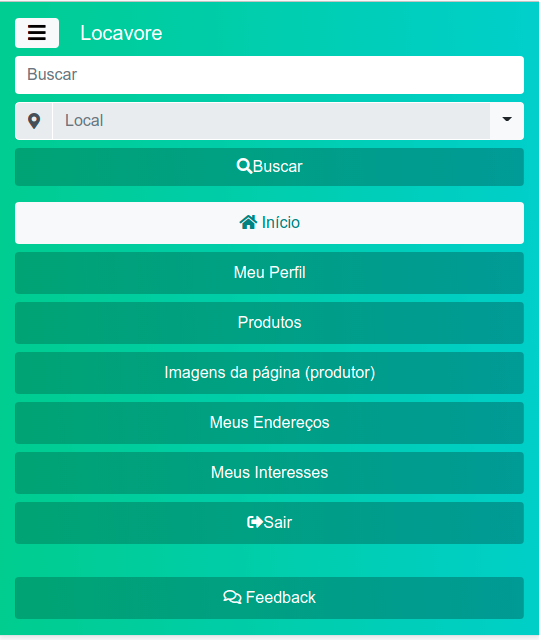 Locavore
Buscar
Local
Buscar
Início
Meu Perfil
Produtos
Imagens da página (produtor)
Meus Endereços
Meus Interesses
Sair
Feedback